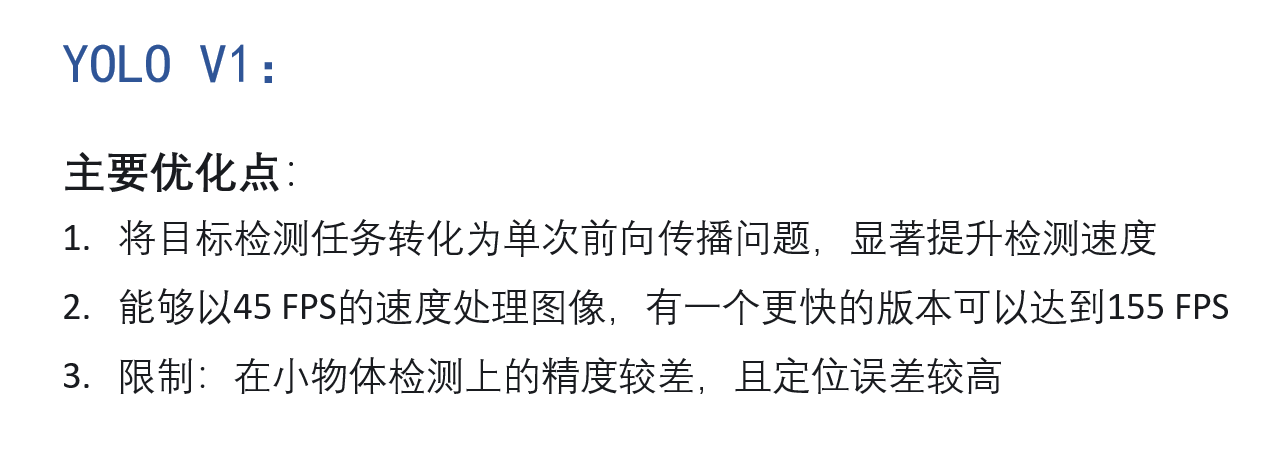 YOLO V1：
主要优化点：
1. 将目标检测任务转化为单次前向传播问题，显著提升检测速度
2. 能够以45 FPS的速度处理图像，有一个更快的版本可以达到155 FPS
3. 限制：在小物体检测上的精度较差，且定位误差较高